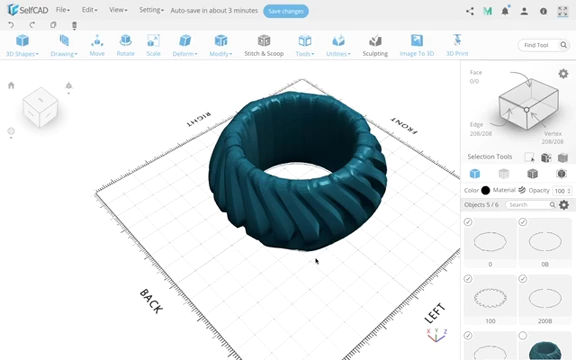 SelfCAD File Edit View Setting Auto-save in about 3 minutes Save changes
3D Shapes Drawing Move Rotate Scale Deform Modify Stitch & Scoop Tools Utilities Sculpting Image To 3D 3D Print Find Tool
Face
0/0
Edge
208/208
Vertex
208/208
Selection Tools
Color Material Opacity 100
Objects 5 / 6 Search
0 0B
100 200B
RIGHT FRONT
BACK LEFT
Y Z X